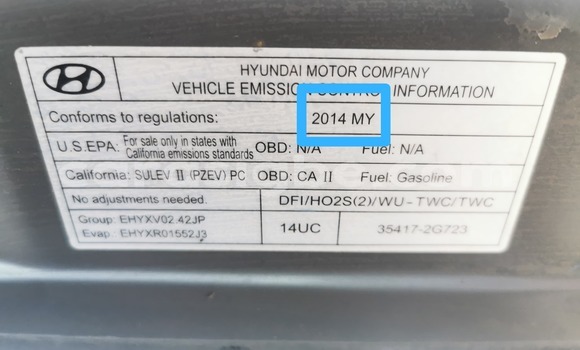 HYUNDAI MOTOR COMPANY
VEHICLE EMISSION CONTROL INFORMATION
Conforms to regulations: 2014 MY
U.S.EPA: For sale only in states with California emissions standards OBD: N/A Fuel: N/A
California: SULEV II (PZEV) PC OBD: CA II Fuel: Gasoline
No adjustments needed. DFI/HO2S(2)/WU-TWC/TWC
Group: EHYXV02.42JP
Evap.: EHYXR01552J3 14UC 35417-2G723